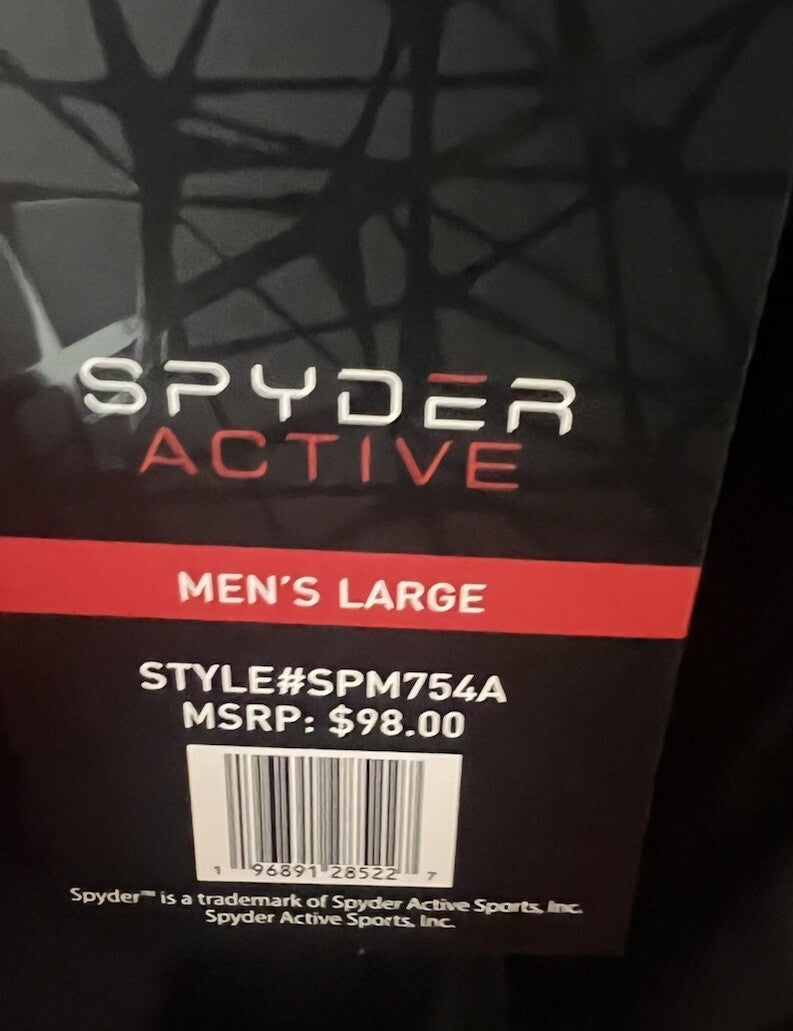 SPYDER
ACTIVE
MEN'S LARGE
STYLE#SPM754A
MSRP: $98.00
1 96891 28522 7
Spyder™ is a trademark of Spyder Active Sports, Inc.
Spyder Active Sports, Inc.